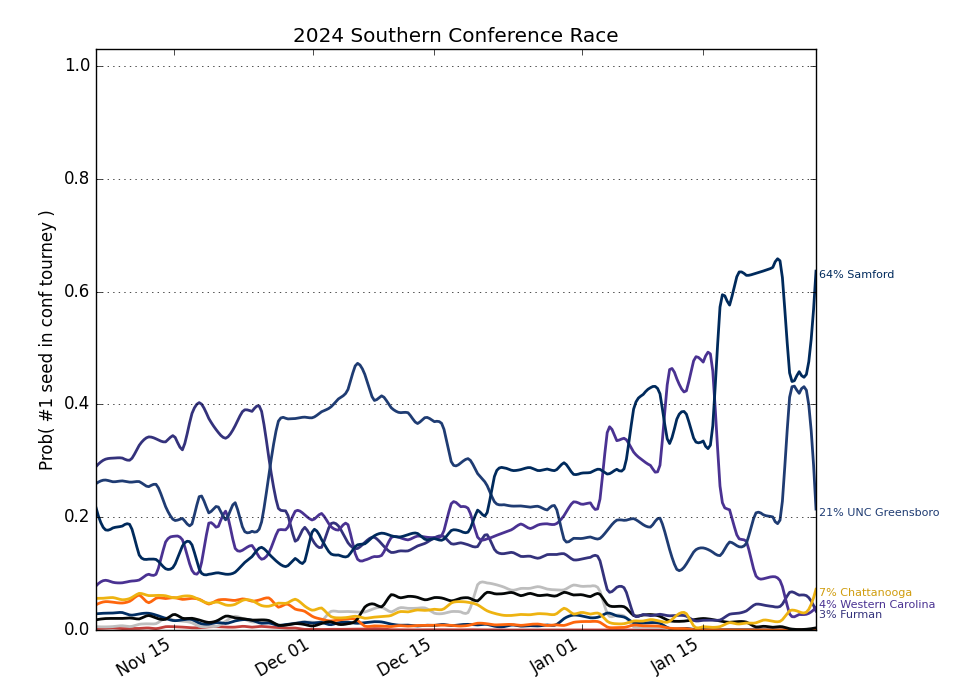 2024 Southern Conference Race
Prob( #1 seed in conf tourney )
1.0
0.8
0.6
0.4
0.2
0.0
64% Samford
21% UNC Greensboro
7% Chattanooga
4% Western Carolina
3% Furman
Nov 15
Dec 01
Dec 15
Jan 01
Jan 15